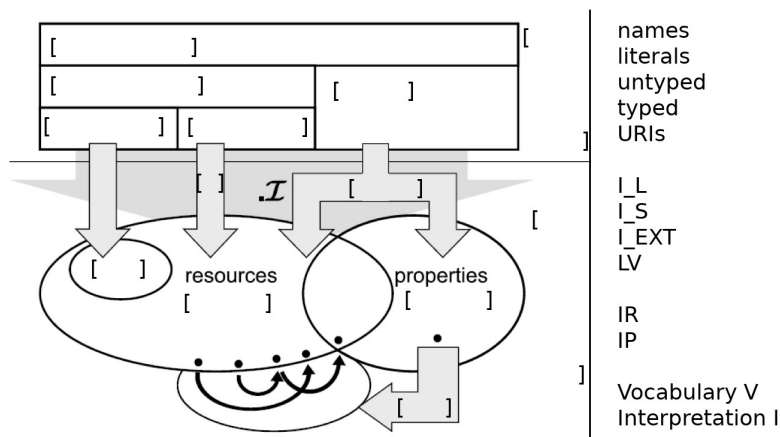 [ ] [
[ ] [ ]
[ ] [ ] ]
[ ] .I [ ]
[
[ ] resources properties
[ ] [ ]
]
[ ]
names
literals
untyped
typed
URIs
I_L
I_S
I_EXT
LV
IR
IP
Vocabulary V
Interpretation I